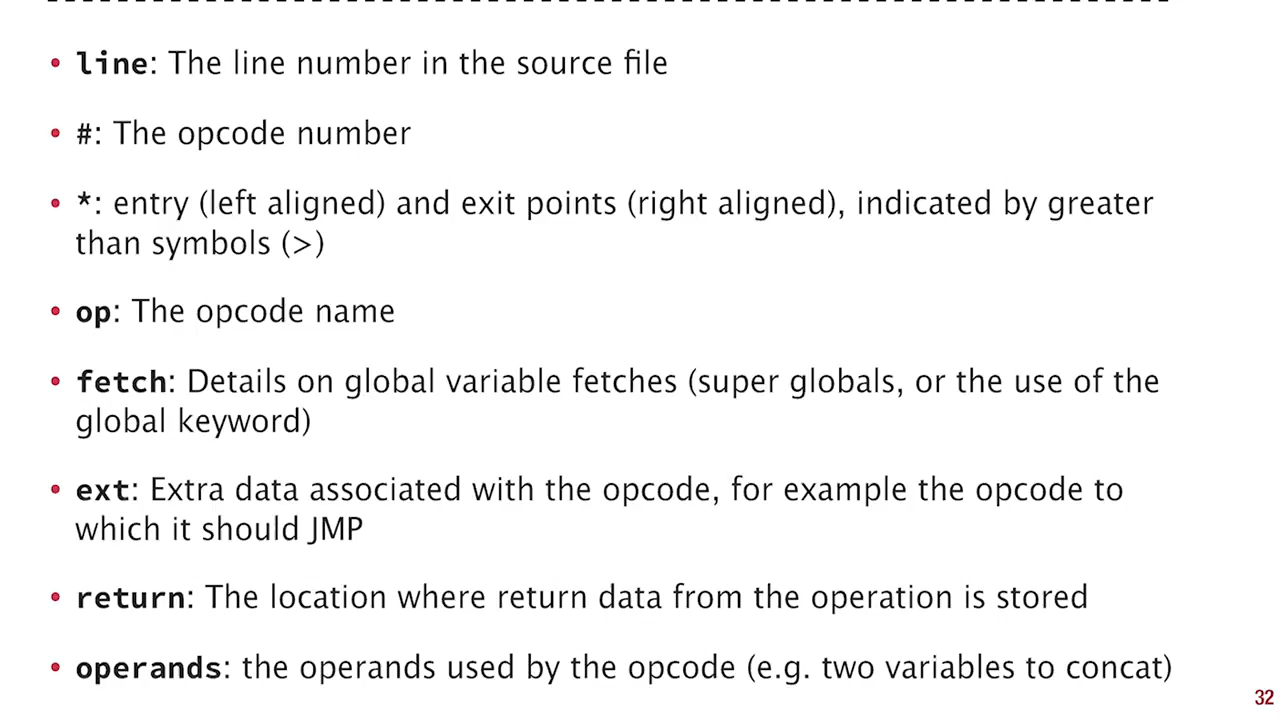 • line: The line number in the source file
• #: The opcode number
• *: entry (left aligned) and exit points (right aligned), indicated by greater
than symbols (>)
• op: The opcode name
• fetch: Details on global variable fetches (super globals, or the use of the
global keyword)
• ext: Extra data associated with the opcode, for example the opcode to
which it should JMP
• return: The location where return data from the operation is stored
• operands: the operands used by the opcode (e.g. two variables to concat)
32